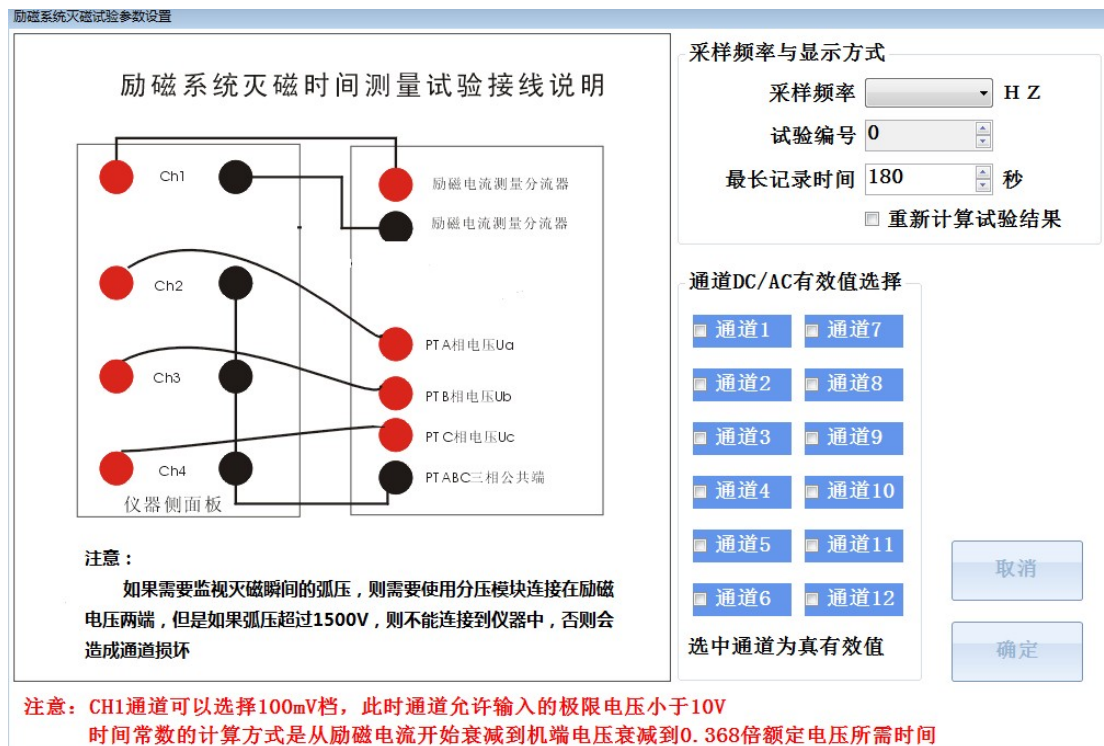 励磁系统灭磁试验参数设置
励磁系统灭磁时间测量试验接线说明
Ch1
励磁电流测量分流器
励磁电流测量分流器
Ch2
PTA相电压Ua
Ch3
PTB相电压Ub
PTC相电压Uc
Ch4
PTABC三相公共端
仪器侧面板
注意：
如果需要监视灭磁瞬间的弧压，则需要使用分压模块连接在励磁
电压两端，但是如果弧压超过1500V，则不能连接到仪器中，否则会
造成通道损坏
采样频率与显示方式
采样频率 HZ
试验编号 0
最长记录时间 180 秒
重新计算试验结果
通道DC/AC有效值选择
通道1 通道7
通道2 通道8
通道3 通道9
通道4 通道10
通道5 通道11
通道6 通道12
选中通道为真有效值
取消
确定
注意：CH1通道可以选择100mV档，此时通道允许输入的极限电压小于10V
时间常数的计算方式是从励磁电流开始衰减到机端电压衰减到0.368倍额定电压所需时间